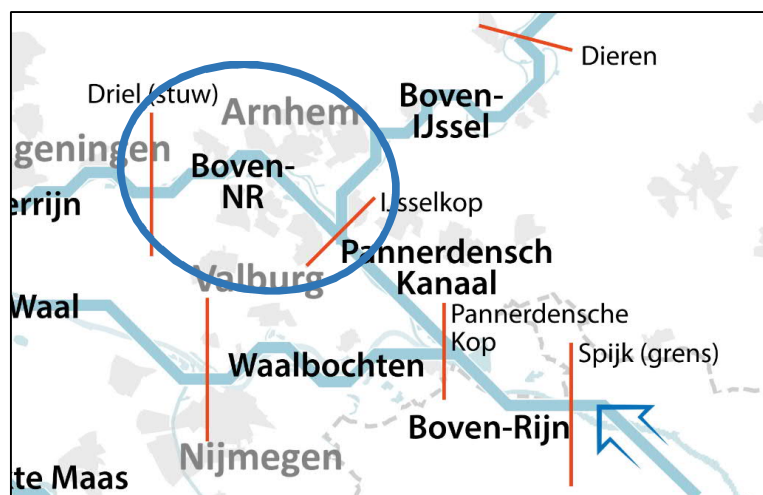 Dieren
Driel (stuw)
Boven-
IJssel
Arnhem
geningen
Boven-
NR
errijn
IJsselkop
Pannerdensch
Kanaal
Valburg
Waal
Pannerdensche
Kop
Spijk (grens)
Waalbochten
Boven-Rijn
Nijmegen
te Maas